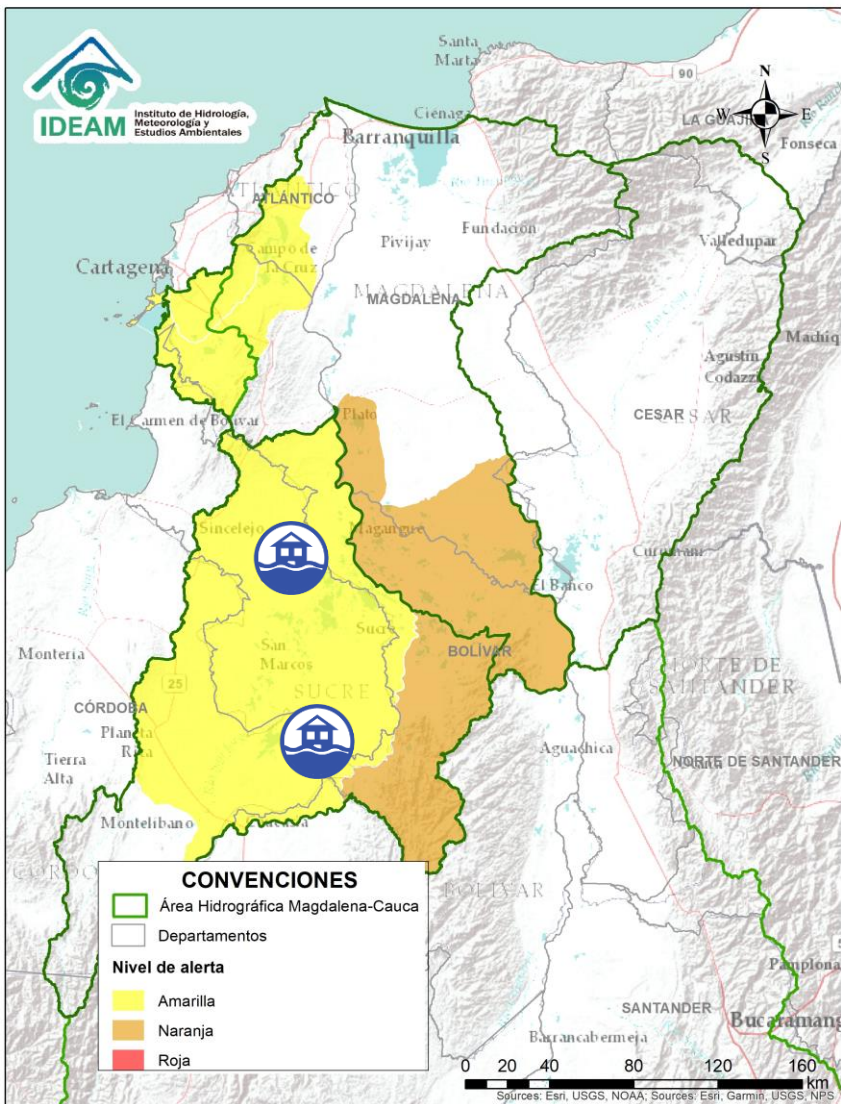 IDEAM
Instituto de Hidrología,
Meteorología y
Estudios Ambientales
Santa
Marta
90
N
W
E
S
LA GUAJIRA
Fonseca
Ciénaga
Barranquilla
ATLÁNTICO
Fundación
Pivijay
Valledupar
Campo de
la Cruz
Cartagena
MAGDALENA
MAGDALENA
Agustín
Codazzi
CESAR
CESAR
Plato
El Carmen de Bolívar
Sincelejo
Magangué
Curumaní
El Banco
Sucre
San
Marcos
BOLÍVAR
Montería
25
SUCRE
NORTE DE
SANTANDER
CÓRDOBA
Planeta
Rica
Tierra
Alta
Aguachica
NORTE DE SANTANDER
Montelíbano
BOLÍVAR
CONVENCIONES
Área Hidrográfica Magdalena-Cauca
Departamentos
Nivel de alerta
Amarilla
Naranja
Roja
Pamplona
SANTANDER
Bucaramang
Barrancabermeja
0 20 40 80 120 160
km
Sources: Esri, USGS, NOAA; Sources: Esri, Garmin, USGS, NPS